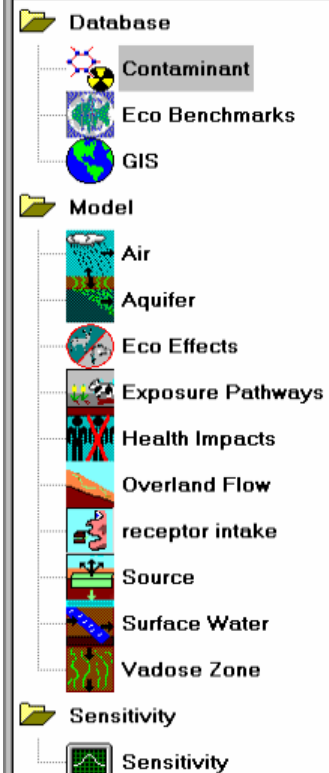 Database
Contaminant
Eco Benchmarks
GIS
Model
Air
Aquifer
Eco Effects
Exposure Pathways
Health Impacts
Overland Flow
receptor intake
Source
Surface Water
Vadose Zone
Sensitivity
Sensitivity